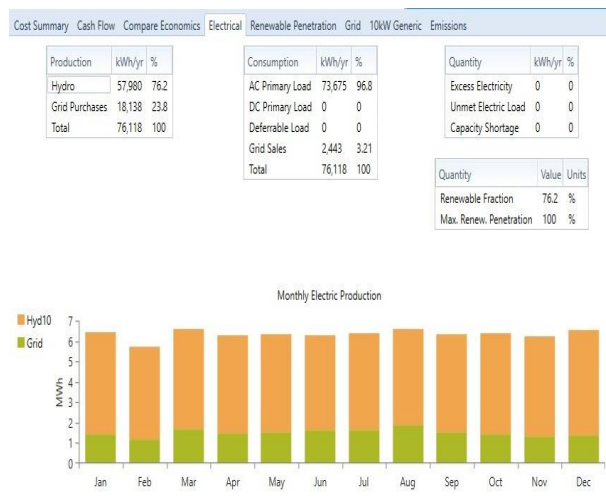 Cost Summary Cash Flow Compare Economics Electrical Renewable Penetration Grid 10kW Generic Emissions
Production kWh/yr %
Hydro 57,980 76.2
Grid Purchases 18,138 23.8
Total 76,118 100
Consumption kWh/yr %
AC Primary Load 73,675 96.8
DC Primary Load 0 0
Deferrable Load 0 0
Grid Sales 2,443 3.21
Total 76,118 100
Quantity kWh/yr %
Excess Electricity 0 0
Unmet Electric Load 0 0
Capacity Shortage 0 0
Quantity Value Units
Renewable Fraction 76.2 %
Max. Renew. Penetration 100 %
Monthly Electric Production
Hyd10
Grid
MWh
7
6
5
4
3
2
1
0
Jan Feb Mar Apr May Jun Jul Aug Sep Oct Nov Dec